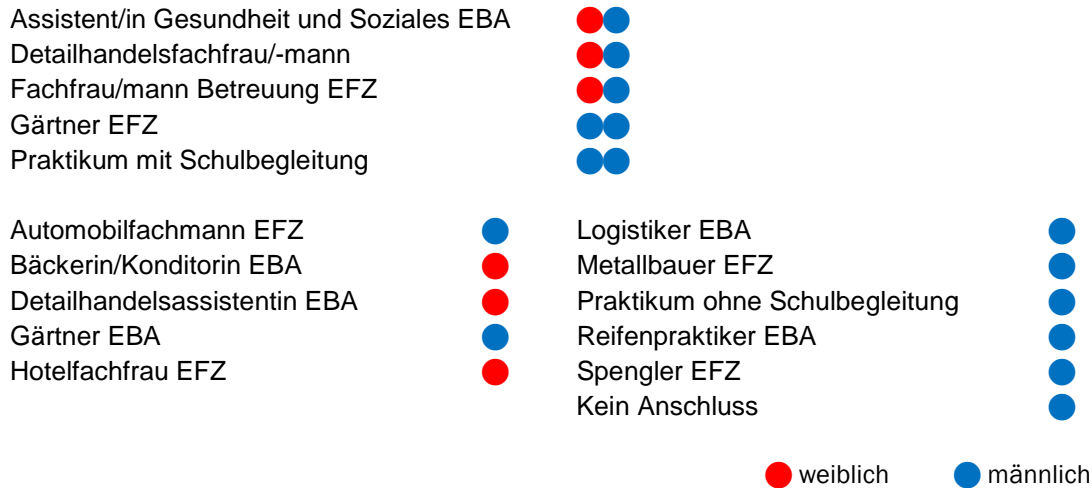 Assistent/in Gesundheit und Soziales EBA
Detailhandelsfachfrau/-mann
Fachfrau/mann Betreuung EFZ
Gärtner EFZ
Praktikum mit Schulbegleitung
Automobilfachmann EFZ
Bäckerin/Konditorin EBA
Detailhandelsassistentin EBA
Gärtner EBA
Hotelfachfrau EFZ
Logistiker EBA
Metallbauer EFZ
Praktikum ohne Schulbegleitung
Reifenpraktiker EBA
Spengler EFZ
Kein Anschluss
weiblich männlich